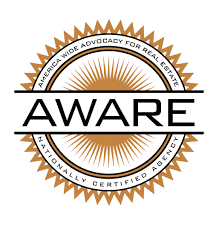 AMERICA WIDE ADVOCACY FOR REAL ESTATE
AWARE
NATIONALLY CERTIFIED AGENCY